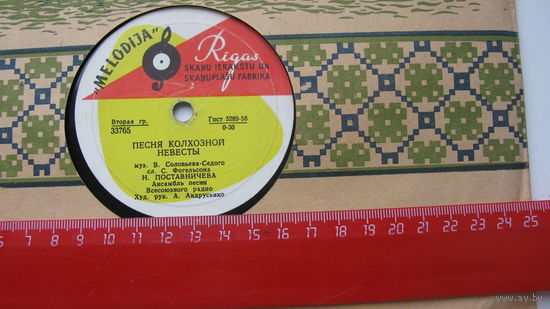 "MELODIJA"
Rīgas
SKAŅU IERAKSTU UN
SKAŅUPLAŠU FABRIKA
Вторая гр.
33765
Гост 5289-56
0-30
ПЕСНЯ КОЛХОЗНОЙ
НЕВЕСТЫ
муз. В. Соловьева-Седого
сл. С. Фогельсона
Н. ПОСТАВНИЧЕВА
Ансамбль песни
Всесоюзного радио
Худ. рук. А. Андрусенко
6 7 8 9 10 11 12 13 14 15 16 17 18 19 20 21 22 23 24 25
www.ay.by